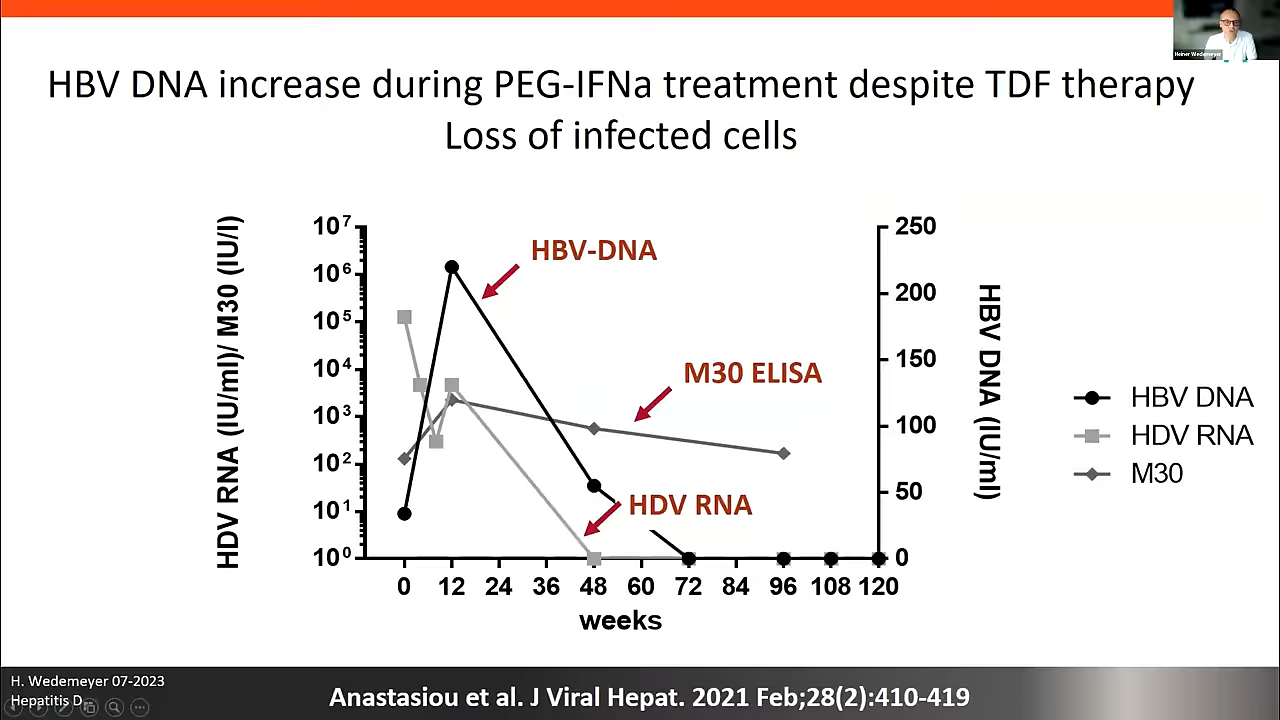 Heiner Wedemeyer
HBV DNA increase during PEG-IFNa treatment despite TDF therapy
Loss of infected cells
HDV RNA (IU/ml)/ M30 (IU/l)
10⁷
10⁶
10⁵
10⁴
10³
10²
10¹
10⁰
HBV-DNA
M30 ELISA
HDV RNA
250
200
150
100
50
0
HBV DNA (IU/ml)
HBV DNA
HDV RNA
M30
0 12 24 36 48 60 72 84 96 108 120
weeks
H. Wedemeyer 07-2023
Hepatitis D
Anastasiou et al. J Viral Hepat. 2021 Feb;28(2):410-419